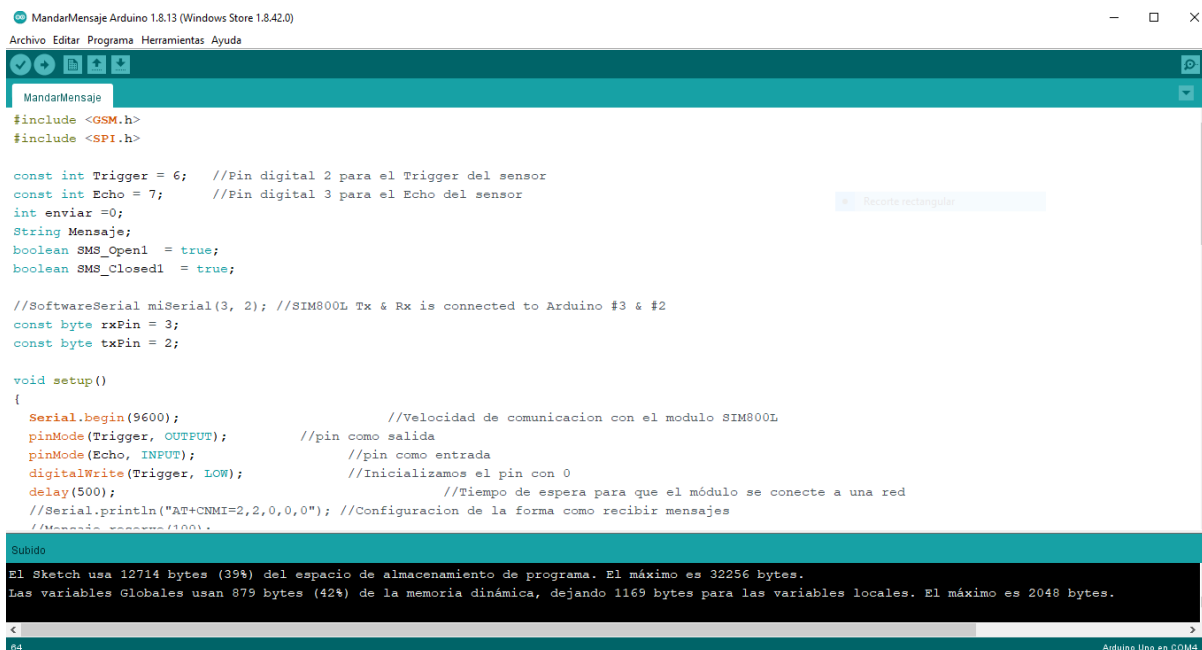 MandarMensaje Arduino 1.8.13 (Windows Store 1.8.42.0)
Archivo Editar Programa Herramientas Ayuda
MandarMensaje
#include <GSM.h>
#include <SPI.h>
const int Trigger = 6;   //Pin digital 2 para el Trigger del sensor
const int Echo = 7;      //Pin digital 3 para el Echo del sensor
Recorte rectangular
int enviar =0;
String Mensaje;
boolean SMS_Open1  = true;
boolean SMS_Closed1  = true;
//SoftwareSerial miSerial(3, 2); //SIM800L Tx & Rx is connected to Arduino #3 & #2
const byte rxPin = 3;
const byte txPin = 2;
void setup()
{
  Serial.begin(9600);                            //Velocidad de comunicacion con el modulo SIM800L
  pinMode(Trigger, OUTPUT);          //pin como salida
  pinMode(Echo, INPUT);                    //pin como entrada
  digitalWrite(Trigger, LOW);              //Inicializamos el pin con 0
  delay(500);                                            //Tiempo de espera para que el módulo se conecte a una red
  //Serial.println("AT+CNMI=2,2,0,0,0"); //Configuracion de la forma como recibir mensajes
  //Mensaje.reserve(100);
Subido
El Sketch usa 12714 bytes (39%) del espacio de almacenamiento de programa. El máximo es 32256 bytes.
Las variables Globales usan 879 bytes (42%) de la memoria dinámica, dejando 1169 bytes para las variables locales. El máximo es 2048 bytes.
64
Arduino Uno en COM4